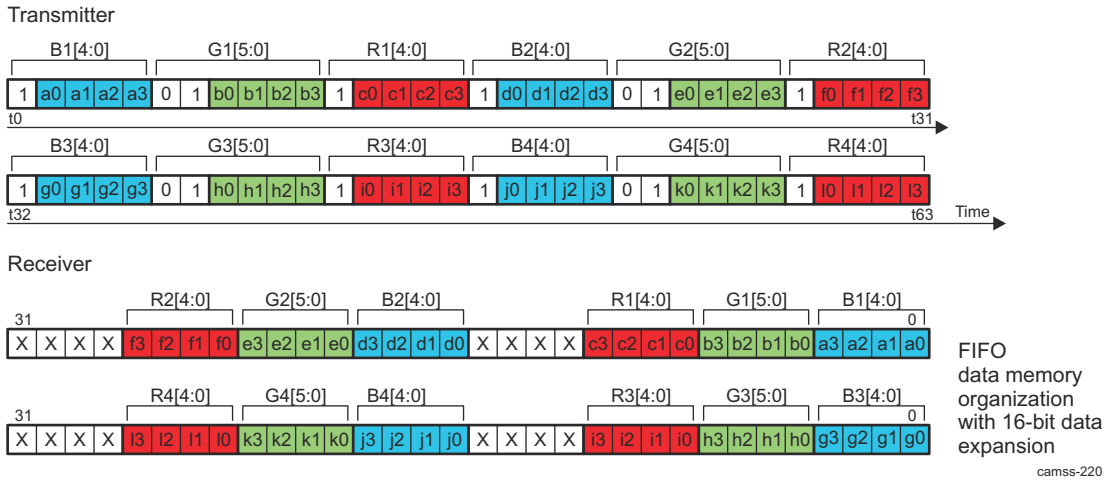 Transmitter
B1[4:0] G1[5:0] R1[4:0] B2[4:0] G2[5:0] R2[4:0]
1 a0 a1 a2 a3 0 1 b0 b1 b2 b3 1 c0 c1 c2 c3 1 d0 d1 d2 d3 0 1 e0 e1 e2 e3 1 f0 f1 f2 f3
t0 t31
B3[4:0] G3[5:0] R3[4:0] B4[4:0] G4[5:0] R4[4:0]
1 g0 g1 g2 g3 0 1 h0 h1 h2 h3 1 i0 i1 i2 i3 1 j0 j1 j2 j3 0 1 k0 k1 k2 k3 1 l0 l1 l2 l3
t32 t63 Time
Receiver
R2[4:0] G2[5:0] B2[4:0] R1[4:0] G1[5:0] B1[4:0]
31 0
X X X X f3 f2 f1 f0 e3 e2 e1 e0 d3 d2 d1 d0 X X X X c3 c2 c1 c0 b3 b2 b1 b0 a3 a2 a1 a0
R4[4:0] G4[5:0] B4[4:0] R3[4:0] G3[5:0] B3[4:0]
31 0
X X X X l3 l2 l1 l0 k3 k2 k1 k0 j3 j2 j1 j0 X X X X i3 i2 i1 i0 h3 h2 h1 h0 g3 g2 g1 g0
FIFO
data memory
organization
with 16-bit data
expansion
camss-220